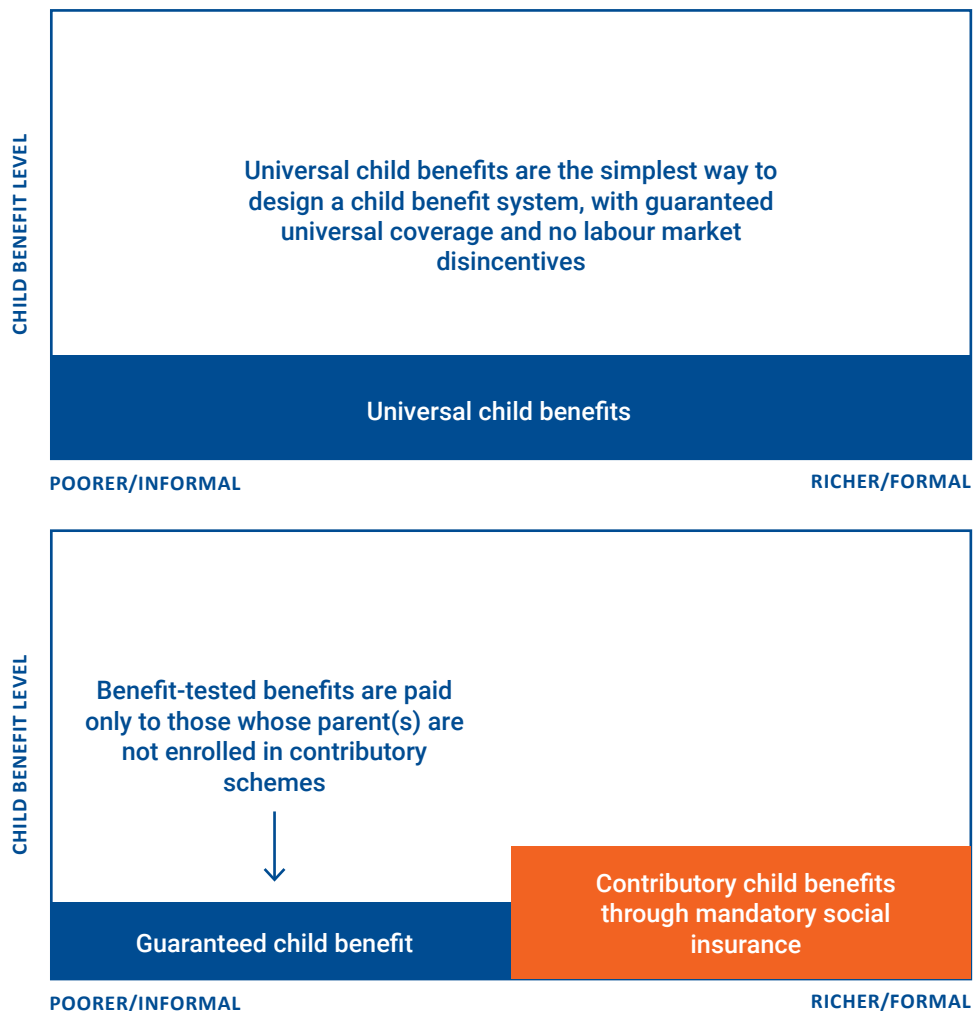 CHILD BENEFIT LEVEL
Universal child benefits are the simplest way to
design a child benefit system, with guaranteed
universal coverage and no labour market
disincentives
Universal child benefits
POORER/INFORMAL
RICHER/FORMAL
CHILD BENEFIT LEVEL
Benefit-tested benefits are paid
only to those whose parent(s) are
not enrolled in contributory
schemes
Guaranteed child benefit
Contributory child benefits
through mandatory social
insurance
POORER/INFORMAL
RICHER/FORMAL